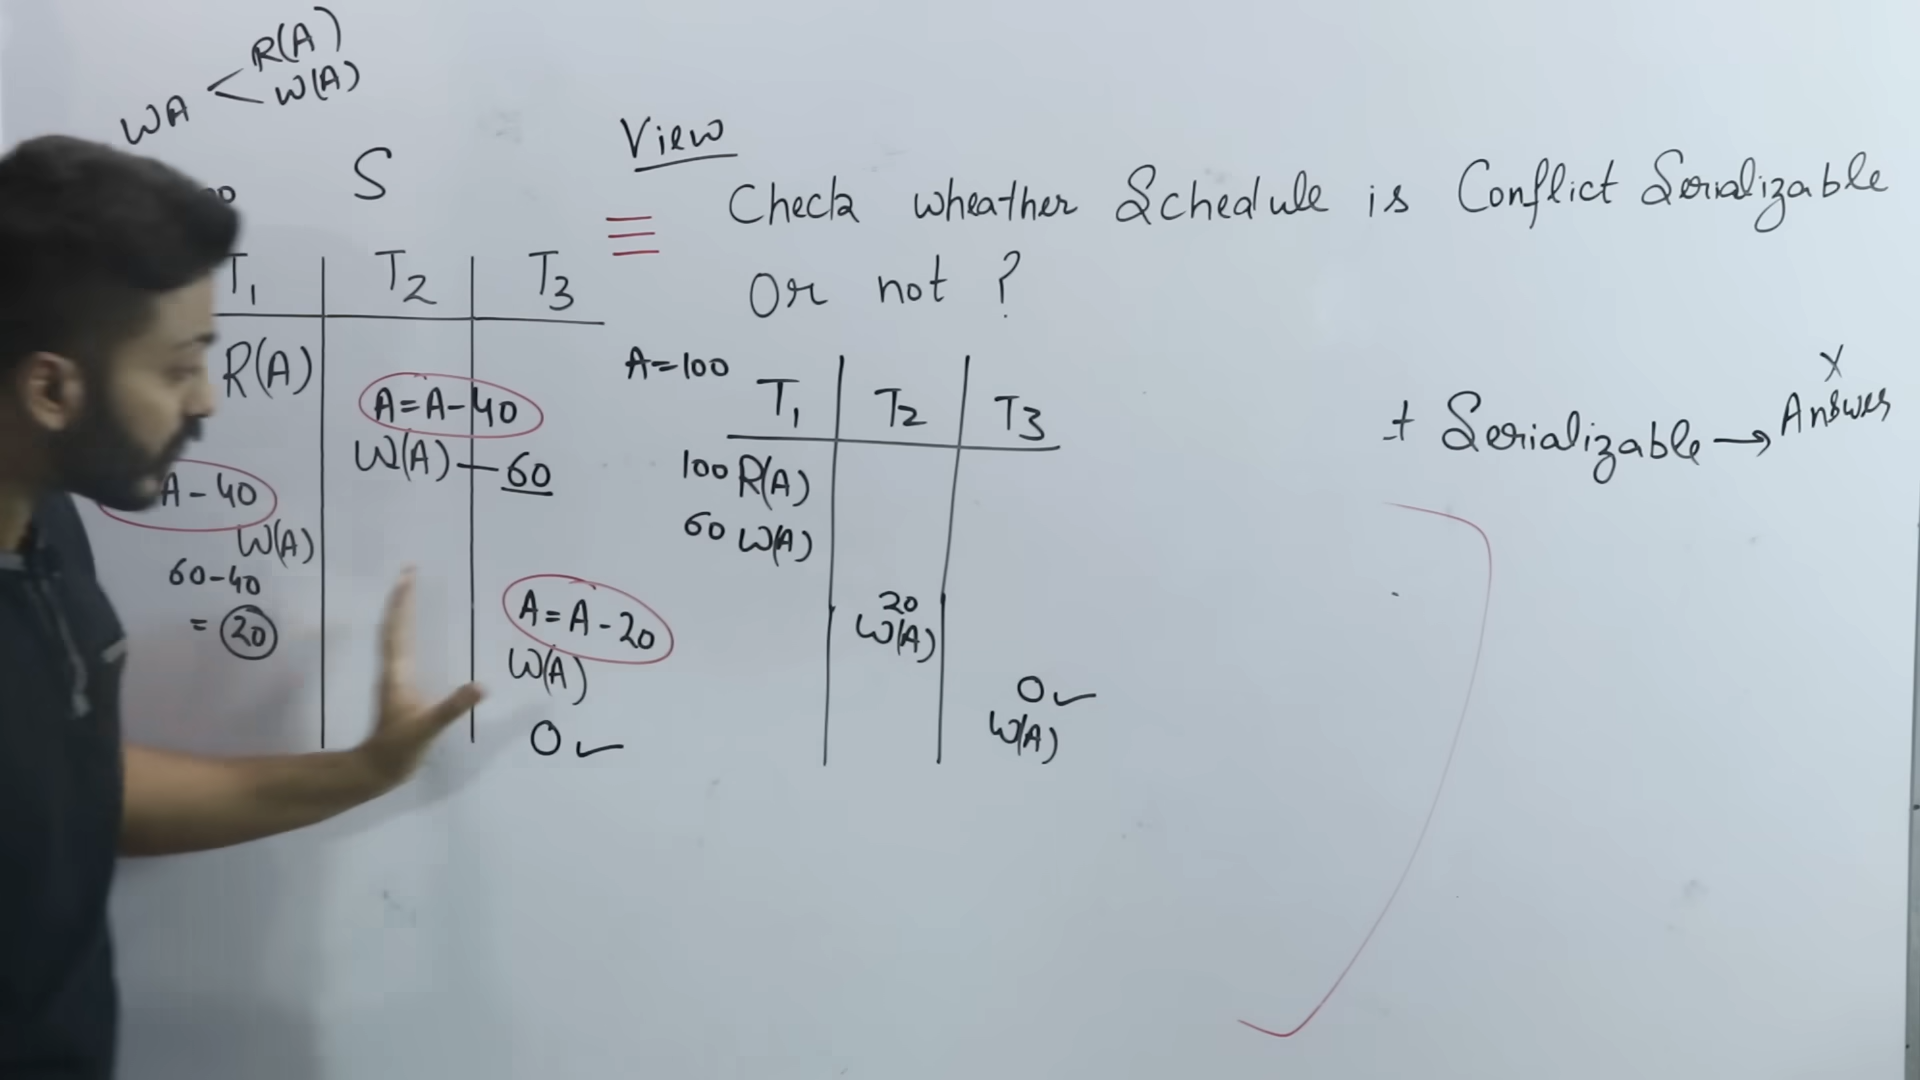 R(A)
WA < W(A)
S
View
Check wheather Schedule is Conflict Serializable
Or not ?
T1 T2 T3
R(A)
A=A-40
W(A) — 60
A-40
W(A)
60-40
= 20
A=A-20
W(A)
0 ✓
A=100
T1 T2 T3
100 R(A)
60 W(A)
20
W(A)
0 ✓
W(A)
X
Serializable → Answer